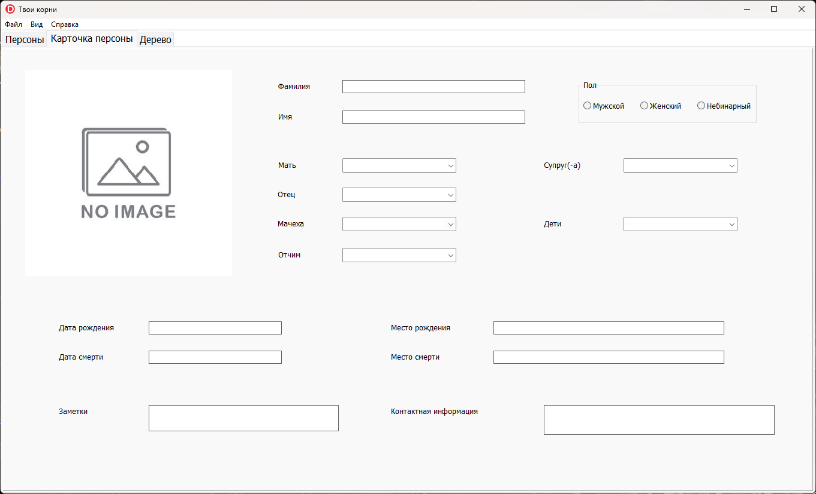 Твои корни
Файл Вид Справка
Персоны Карточка персоны Дерево
NO IMAGE
Фамилия
Имя
Пол
Мужской Женский Небинарный
Мать
Супруг(-а)
Отец
Мачеха
Дети
Отчим
Дата рождения
Место рождения
Дата смерти
Место смерти
Заметки
Контактная информация